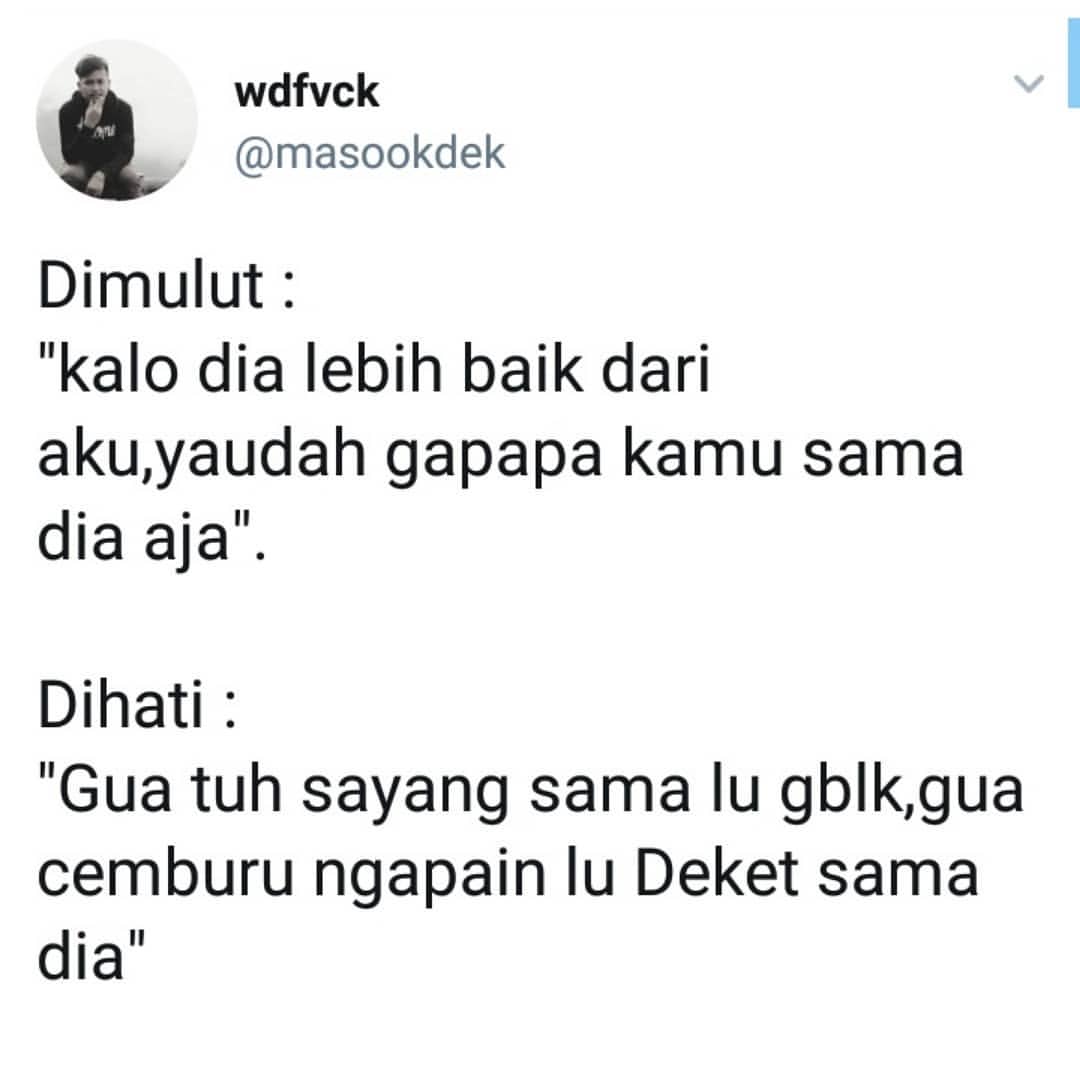 wdfvck
@masookdek
Dimulut :
"kalo dia lebih baik dari
aku,yaudah gapapa kamu sama
dia aja".
Dihati :
"Gua tuh sayang sama lu gblk,gua
cemburu ngapain lu Deket sama
dia"